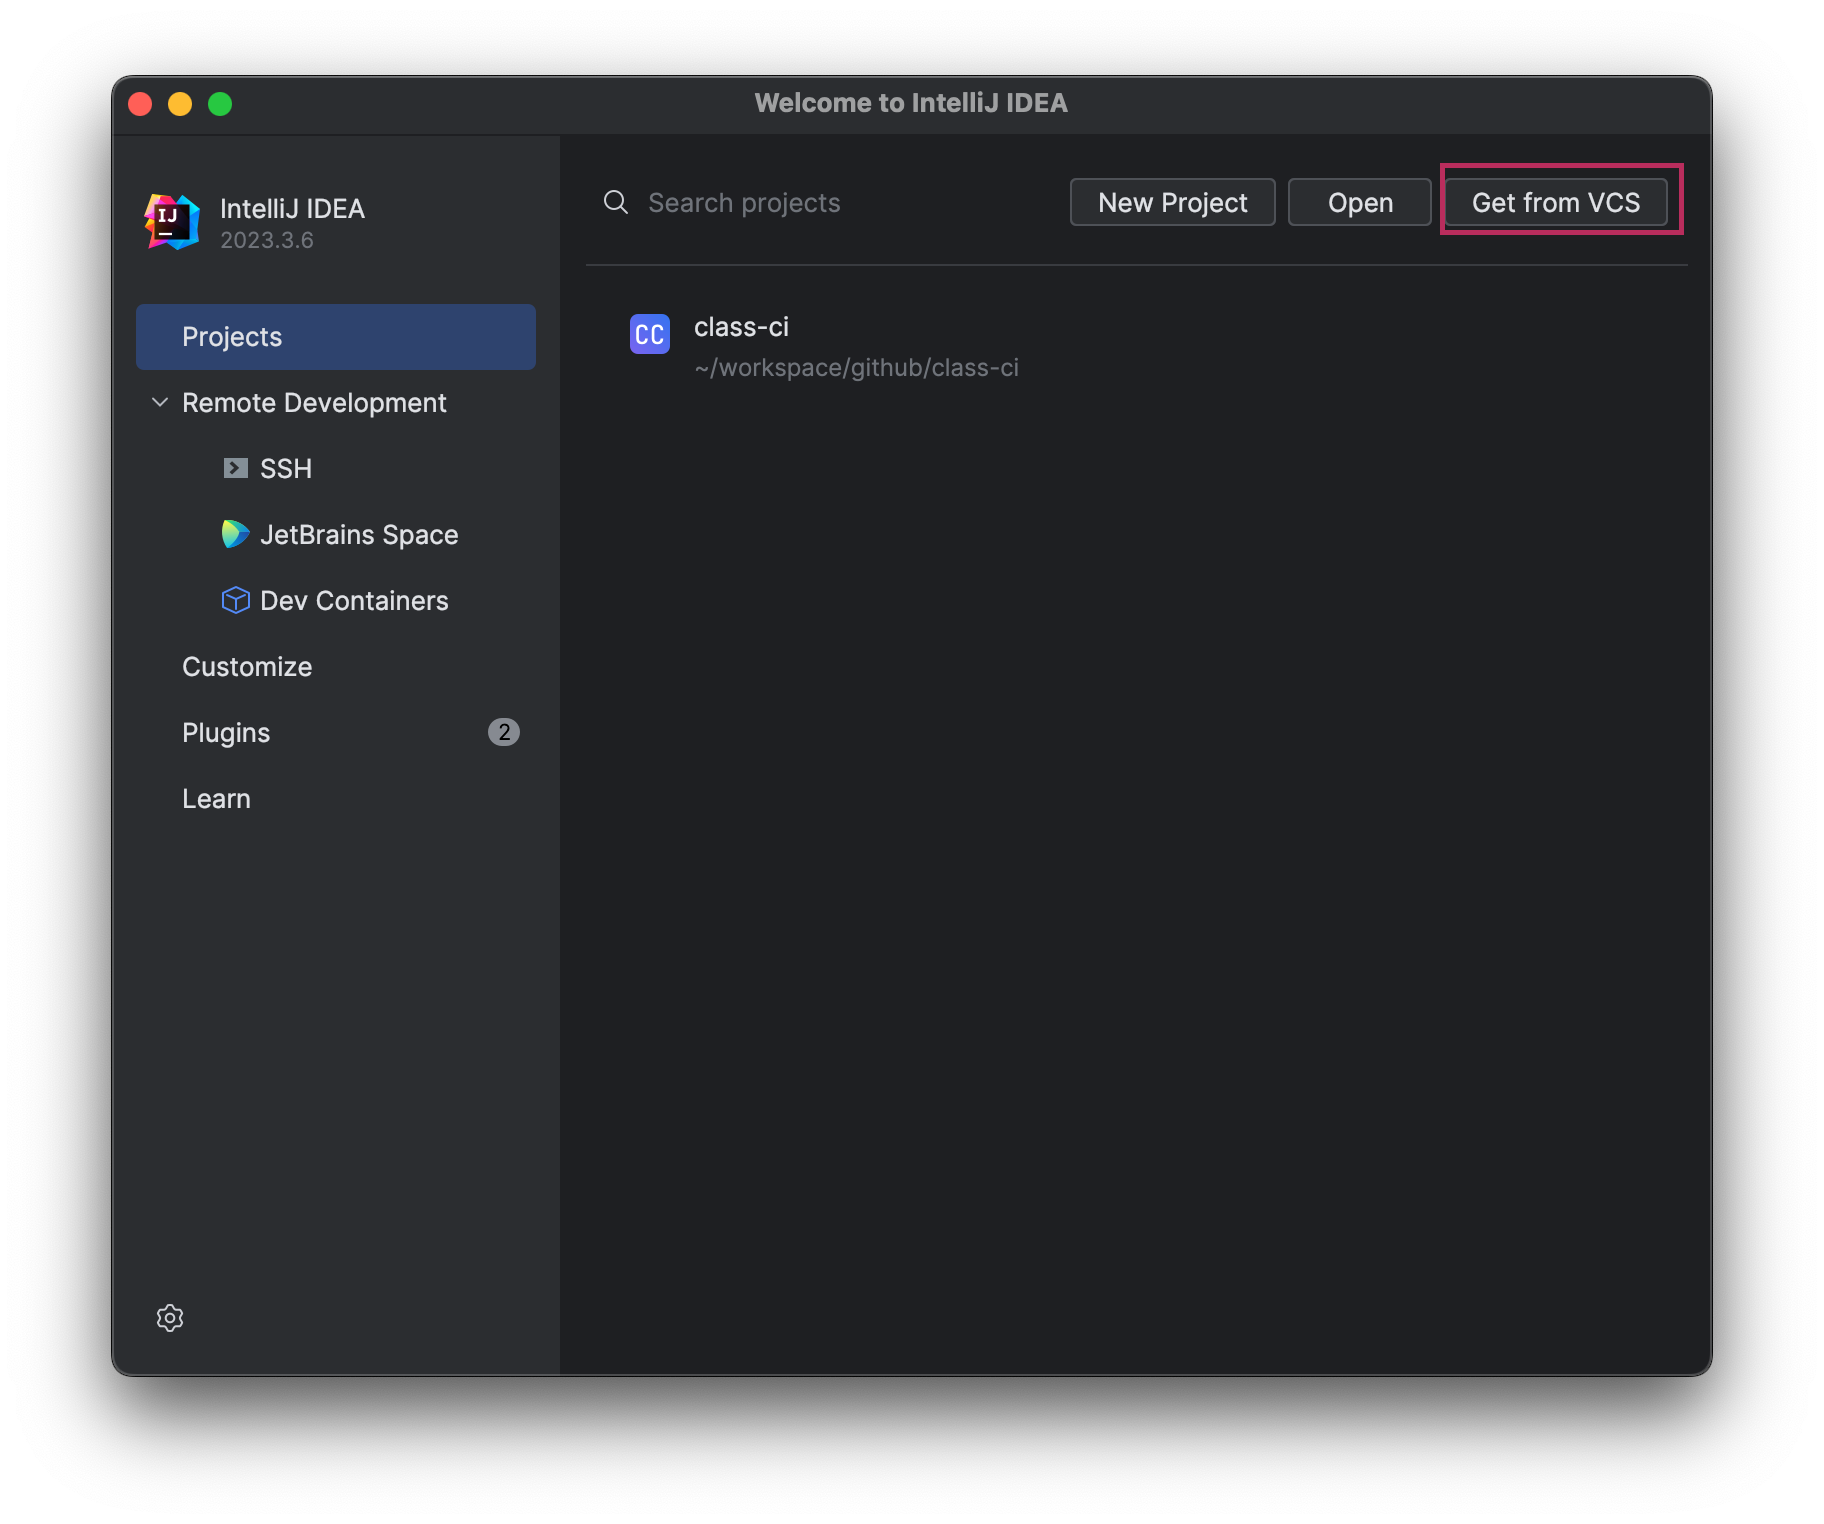 Welcome to IntelliJ IDEA
IJ
IntelliJ IDEA
2023.3.6
Projects
Remote Development
SSH
JetBrains Space
Dev Containers
Customize
Plugins 2
Learn
Search projects
New Project
Open
Get from VCS
CC
class-ci
~/workspace/github/class-ci